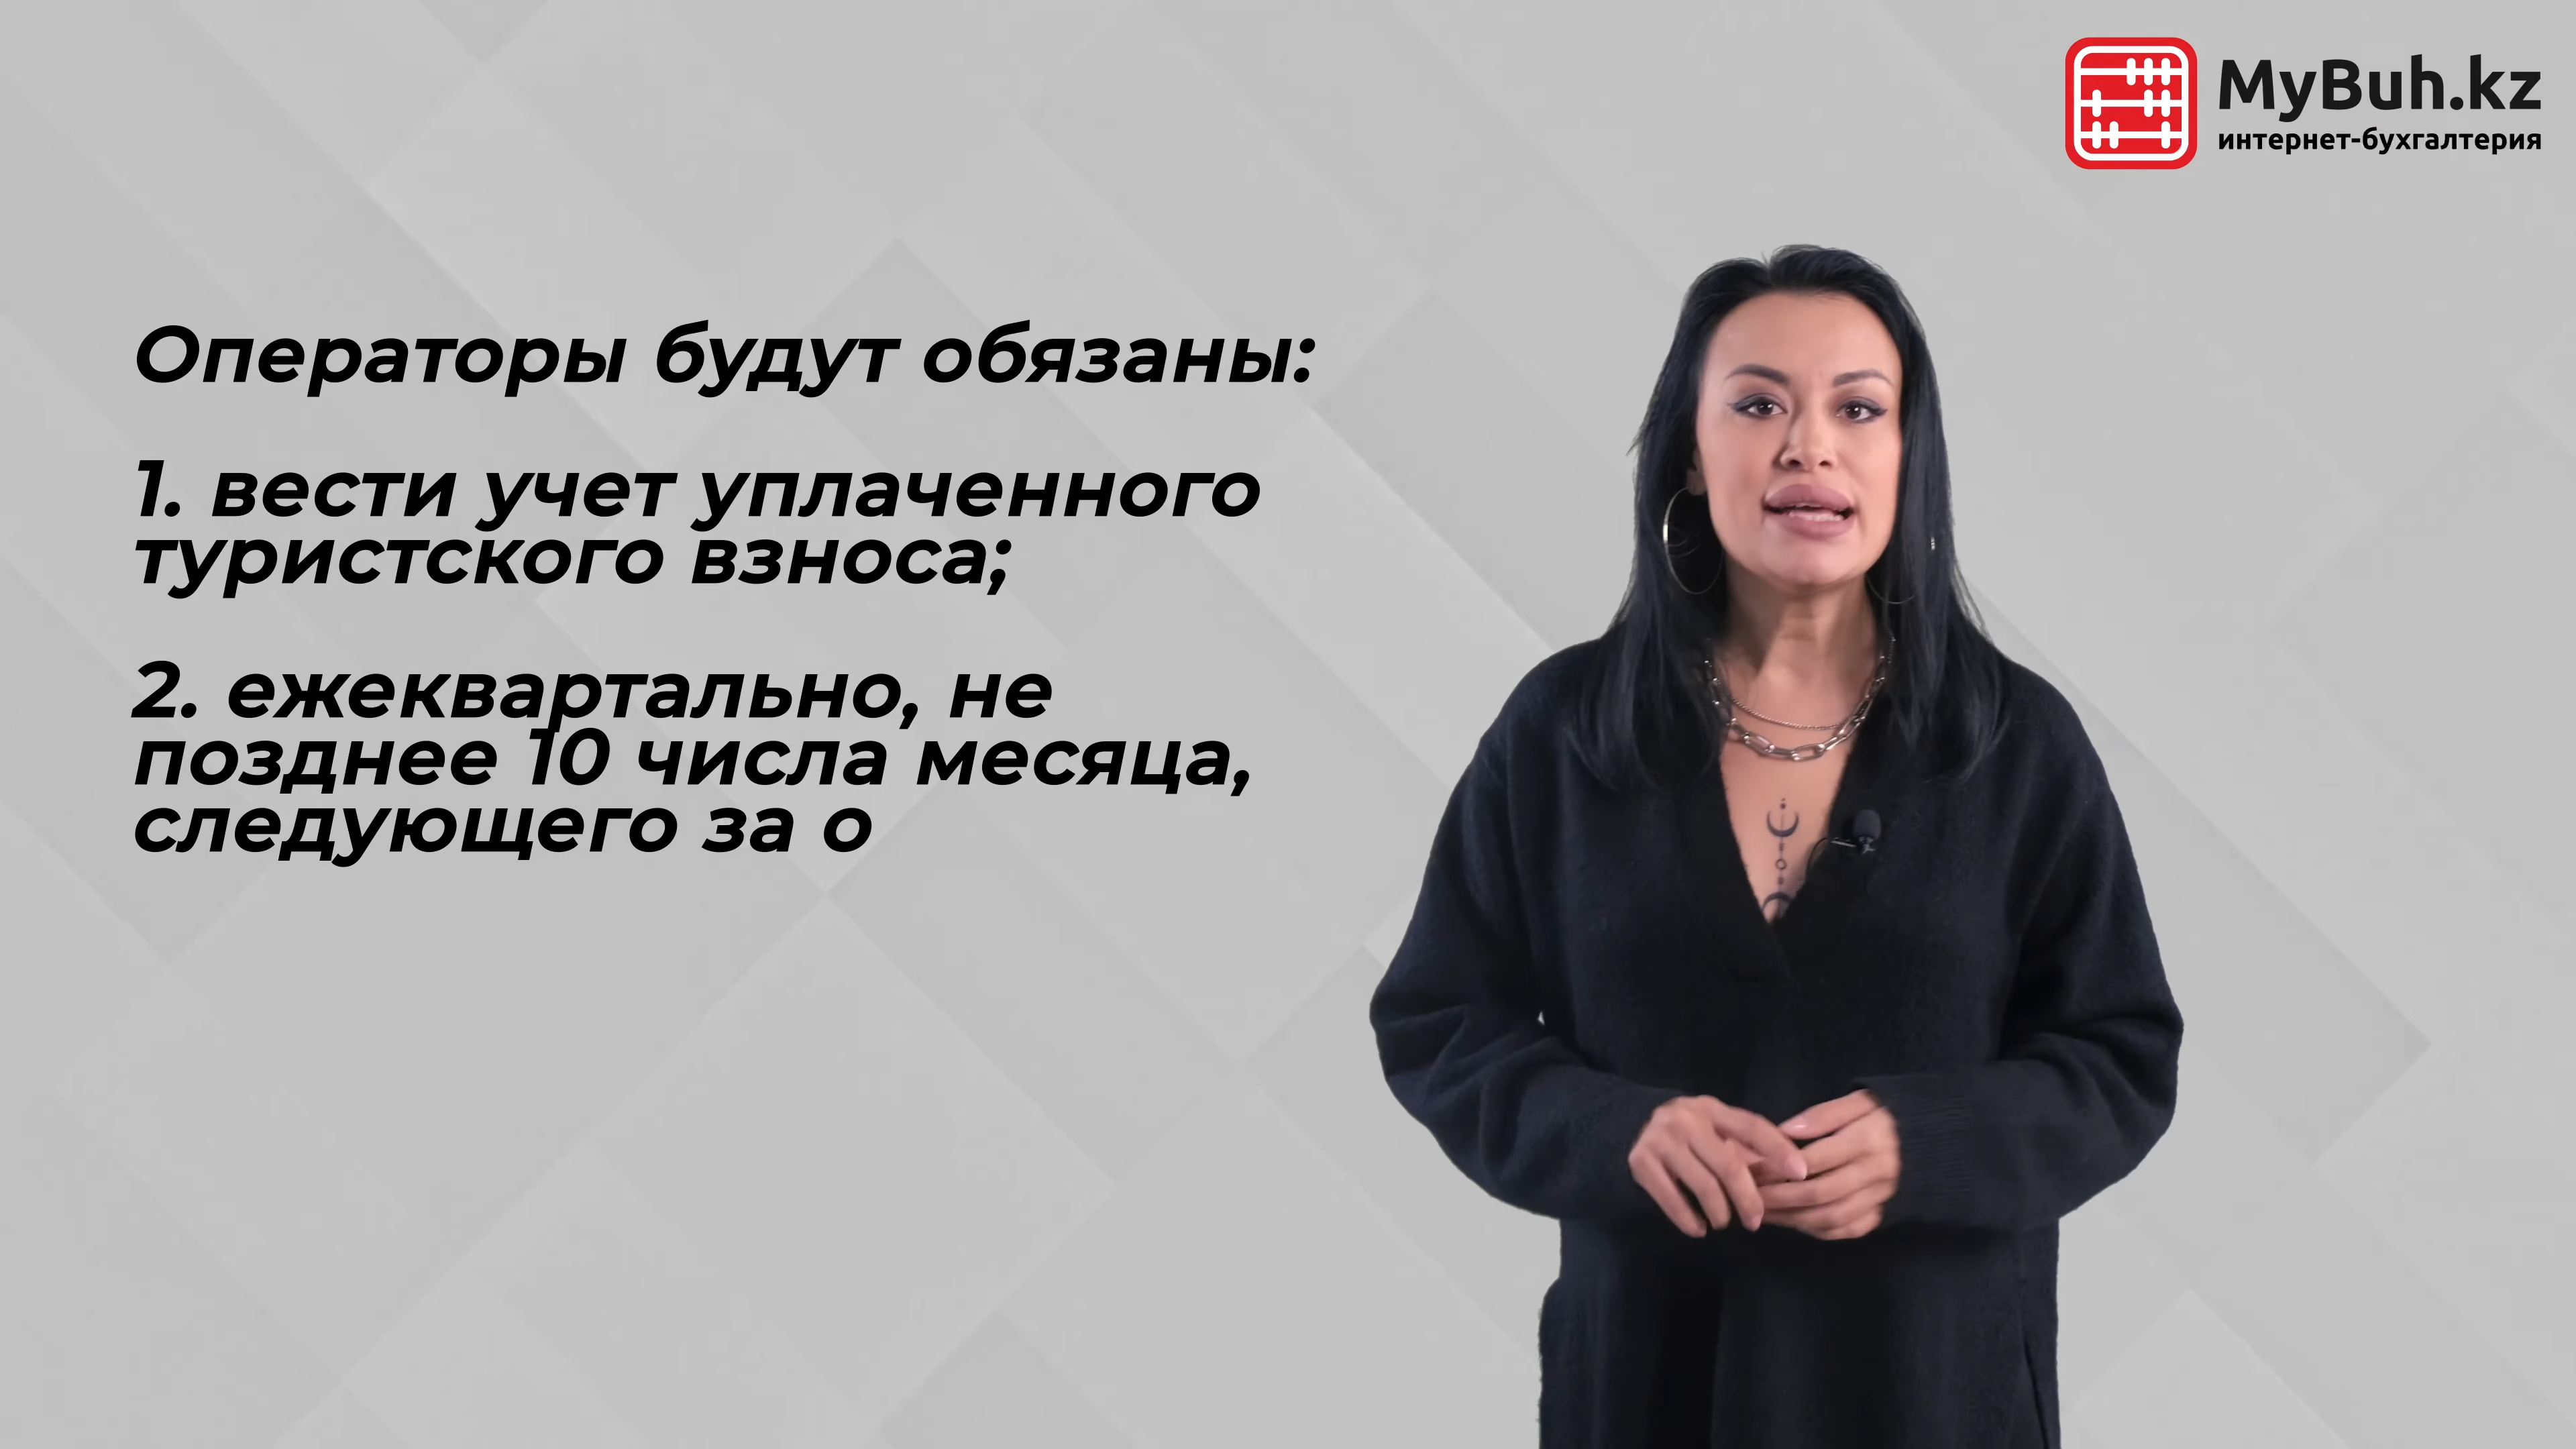 MyBuh.kz
интернет-бухгалтерия
Операторы будут обязаны:
1. вести учет уплаченного
туристского взноса;
2. ежеквартально, не
позднее 10 числа месяца,
следующего за о